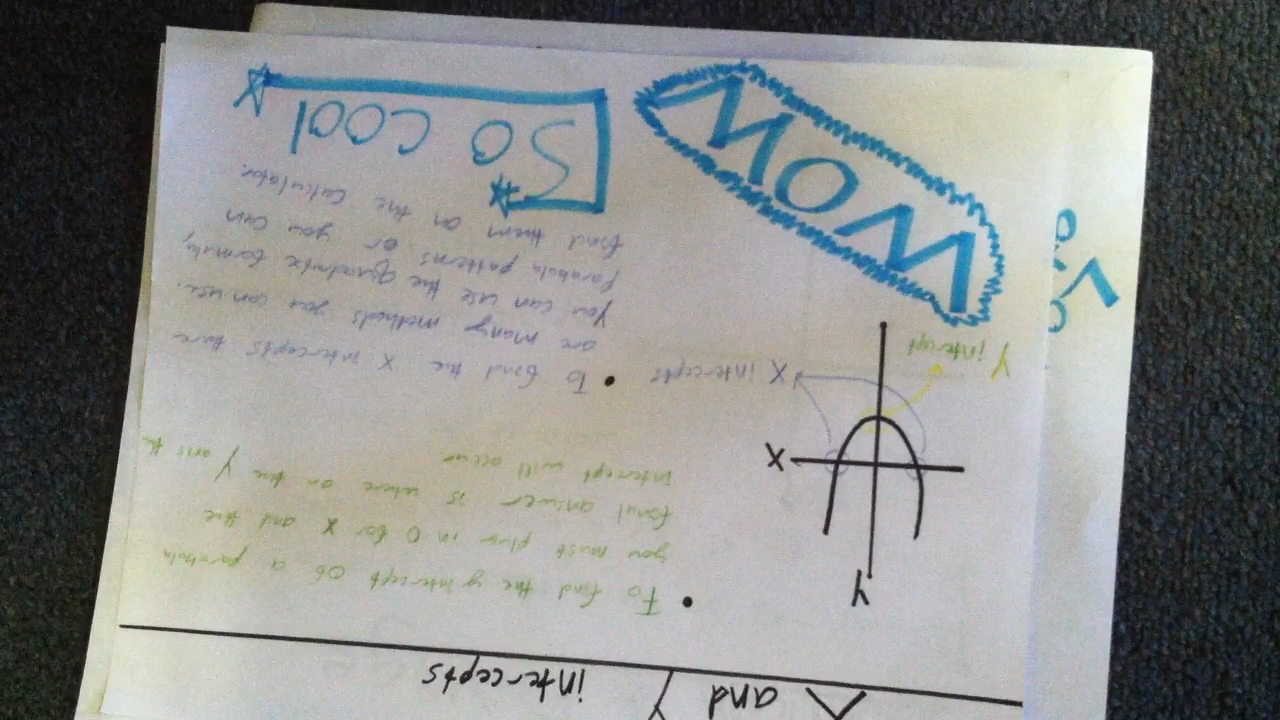 and Y intercepts
Y
X
X intercepts
Y intercept
• To find the y intercept of a parabola
you must plug in 0 for x and the
final answer is where on the Y axis the
intercept will occur
• To find the X intercepts there
are many methods you can use.
You can use the Quadratic formula,
Parabola patterns or you can
find them on the calculator.
WOW
SO COOl